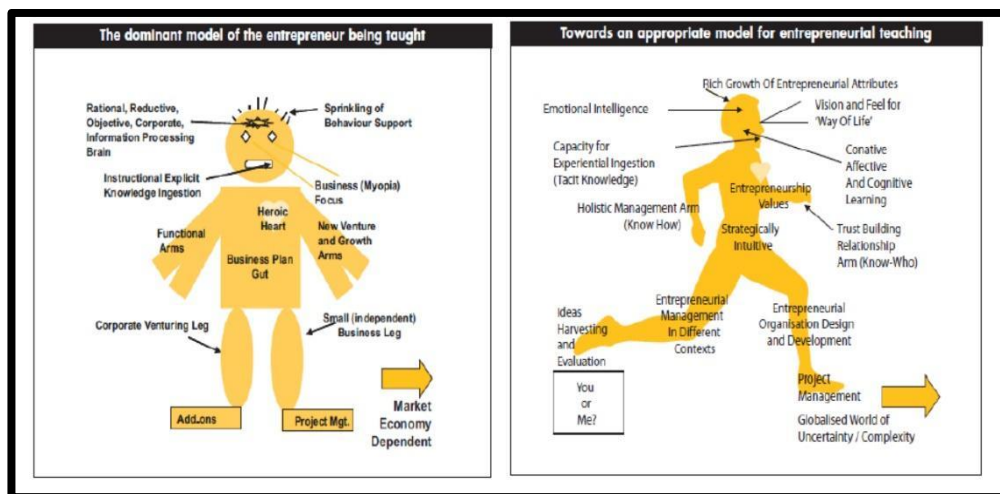 The dominant model of the entrepreneur being taught
Rational, Reductive,
Objective, Corporate,
Information Processing
Brain
Sprinkling of
Behaviour Support
Instructional Explicit
Knowledge Ingestion
Business (Myopia)
Focus
Heroic
Heart
Functional
Arms
New Venture
and Growth
Arms
Business Plan
Gut
Corporate Venturing Leg
Small (independent)
Business Leg
Add.ons
Project Mgt.
Market
Economy
Dependent
Towards an appropriate model for entrepreneurial teaching
Rich Growth Of Entrepreneurial Attributes
Emotional Intelligence
Vision and Feel for
'Way Of Life'
Capacity for
Experiential Ingestion
(Tacit Knowledge)
Conative
Affective
And Cognitive
Learning
Entrepreneurship
Values
Holistic Management Arm
(Know How)
Strategically
Intuitive
Trust Building
Relationship
Arm (Know-Who)
Ideas
Harvesting
and
Evaluation
Entrepreneurial
Management
In Different
Contexts
Entrepreneurial
Organisation Design
and Development
You
or
Me?
Project
Management
Globalised World of
Uncertainty / Complexity